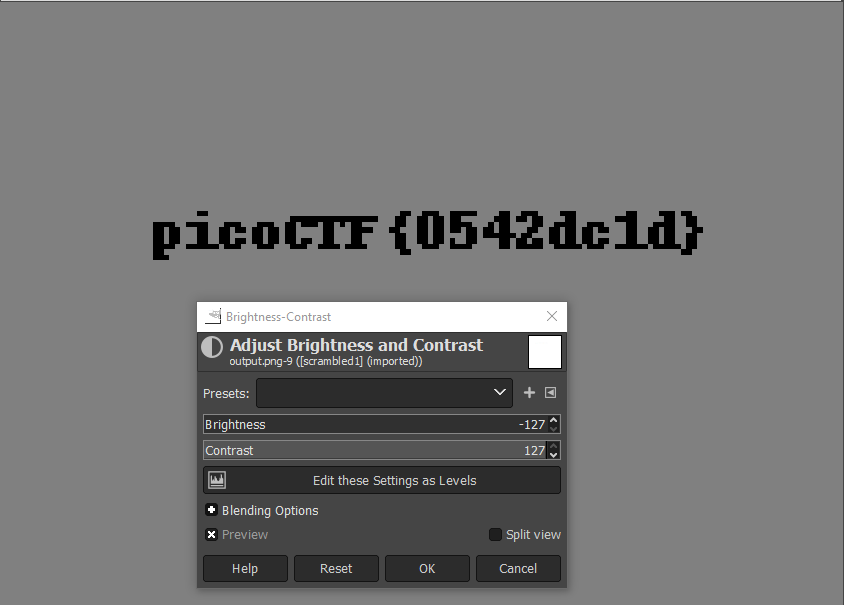 picoCTF{0542dc1d}
Brightness-Contrast
Adjust Brightness and Contrast
output.png-9 ([scrambled1] (imported))
Presets:
Brightness -127
Contrast 127
Edit these Settings as Levels
Blending Options
Preview Split view
Help Reset OK Cancel